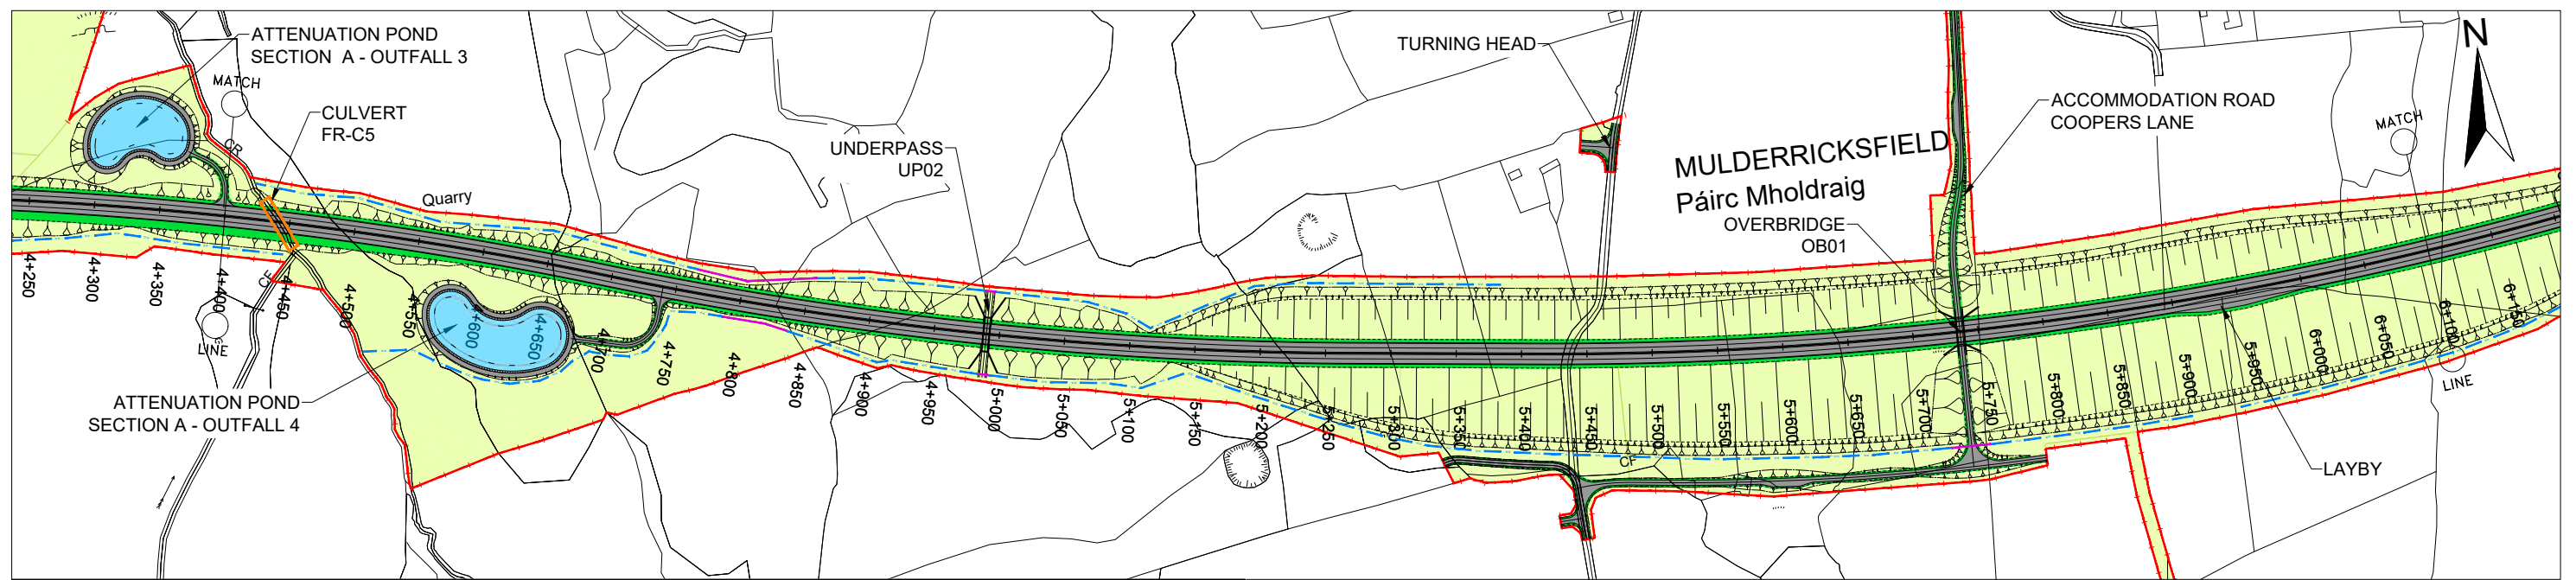 ATTENUATION POND
SECTION A - OUTFALL 3
MATCH
CULVERT
FR-C5
CR
Quarry
UNDERPASS
UP02
TURNING HEAD
MULDERRICKSFIELD
Páirc Mholdraig
OVERBRIDGE
OB01
ACCOMMODATION ROAD
COOPERS LANE
MATCH
N
4+250
4+300
4+350
4+400
4+450
4+500
4+550
4+600
4+650
4+700
4+750
4+800
4+850
4+900
4+950
5+000
5+050
5+100
5+150
5+200
5+250
5+300
5+350
5+400
5+450
5+500
5+550
5+600
5+650
5+700
5+750
5+800
5+850
5+900
5+950
6+000
6+050
6+100
6+150
CF
LINE
ATTENUATION POND
SECTION A - OUTFALL 4
CF
LAYBY
LINE